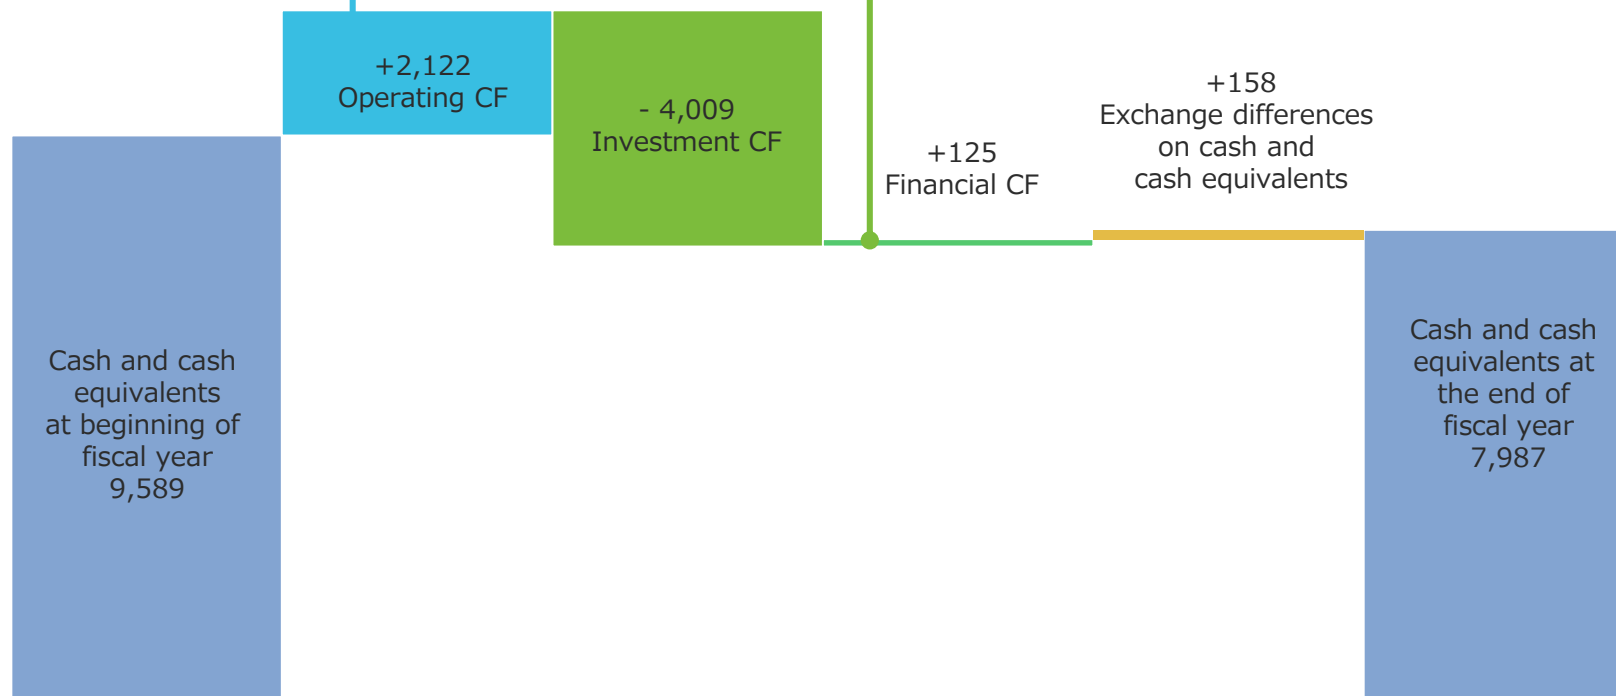 +2,122
Operating CF
- 4,009
Investment CF
+125
Financial CF
+158
Exchange differences
on cash and
cash equivalents
Cash and cash
equivalents
at beginning of
fiscal year
9,589
Cash and cash
equivalents at
the end of
fiscal year
7,987